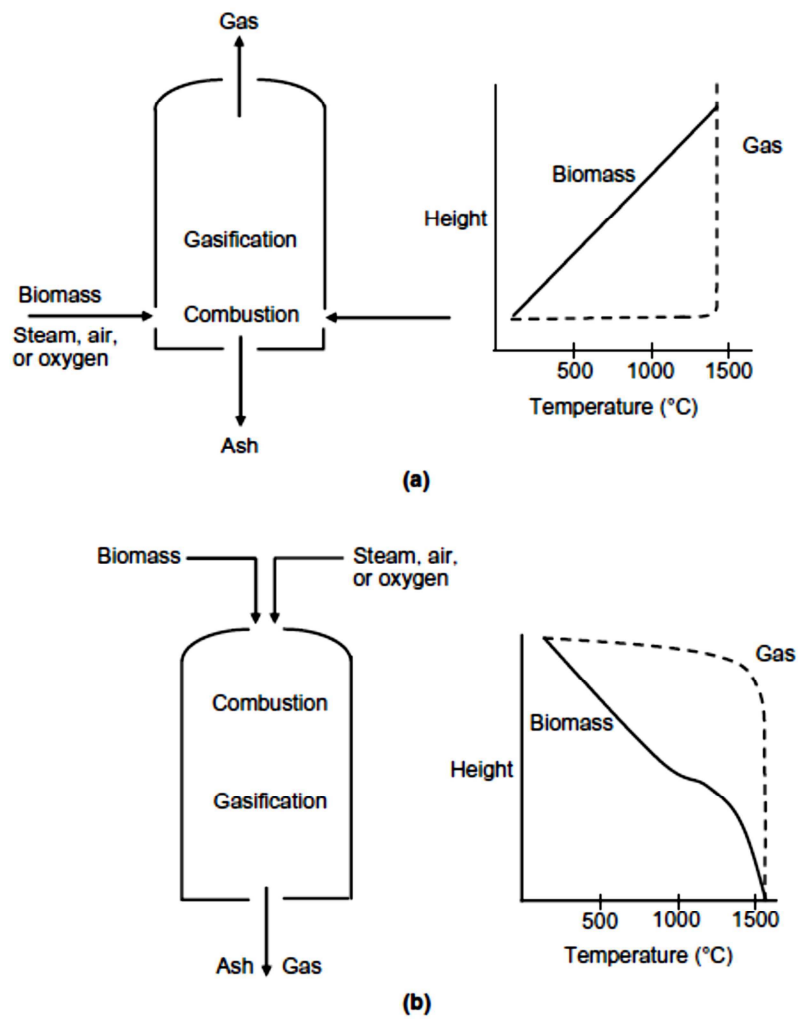 Gas
Gas
Biomass
Height
Gasification
Biomass
Combustion
Steam, air,
or oxygen
500 1000 1500
Temperature (°C)
Ash
(a)
Biomass
Steam, air,
or oxygen
Gas
Combustion
Biomass
Height
Gasification
500 1000 1500
Temperature (°C)
Ash Gas
(b)